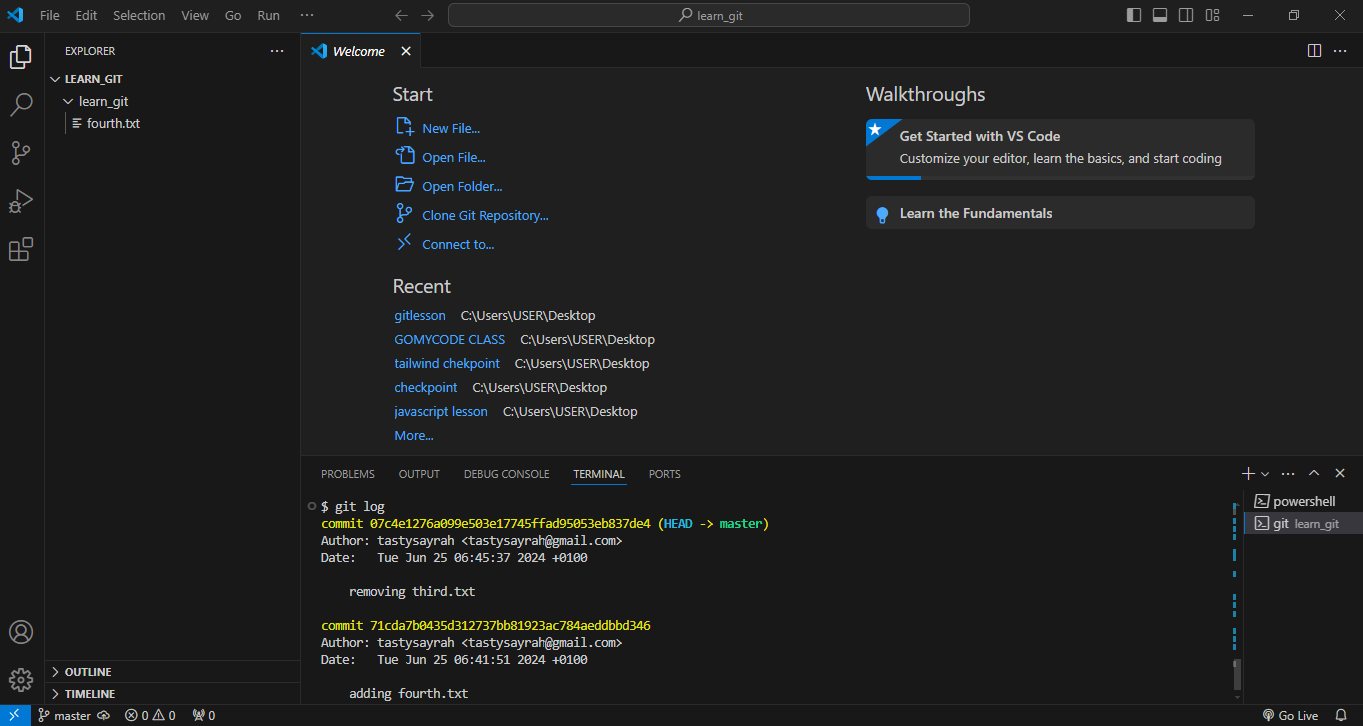 File Edit Selection View Go Run ··· learn_git
EXPLORER ···
Welcome
LEARN_GIT
learn_git
fourth.txt
Start
New File...
Open File...
Open Folder...
Clone Git Repository...
Connect to...
Recent
gitlesson C:\Users\USER\Desktop
GOMYCODE CLASS C:\Users\USER\Desktop
tailwind chekpoint C:\Users\USER\Desktop
checkpoint C:\Users\USER\Desktop
javascript lesson C:\Users\USER\Desktop
More...
Walkthroughs
Get Started with VS Code
Customize your editor, learn the basics, and start coding
Learn the Fundamentals
PROBLEMS OUTPUT DEBUG CONSOLE TERMINAL PORTS
$ git log
commit 07c4e1276a099e503e17745ffad95053eb837de4 (HEAD -> master)
Author: tastysayrah <tastysayrah@gmail.com>
Date:   Tue Jun 25 06:45:37 2024 +0100
removing third.txt
commit 71cda7b0435d312737bb81923ac784aeddbbd346
Author: tastysayrah <tastysayrah@gmail.com>
Date:   Tue Jun 25 06:41:51 2024 +0100
adding fourth.txt
powershell
git learn_git
OUTLINE
TIMELINE
master 0 0 0 Go Live